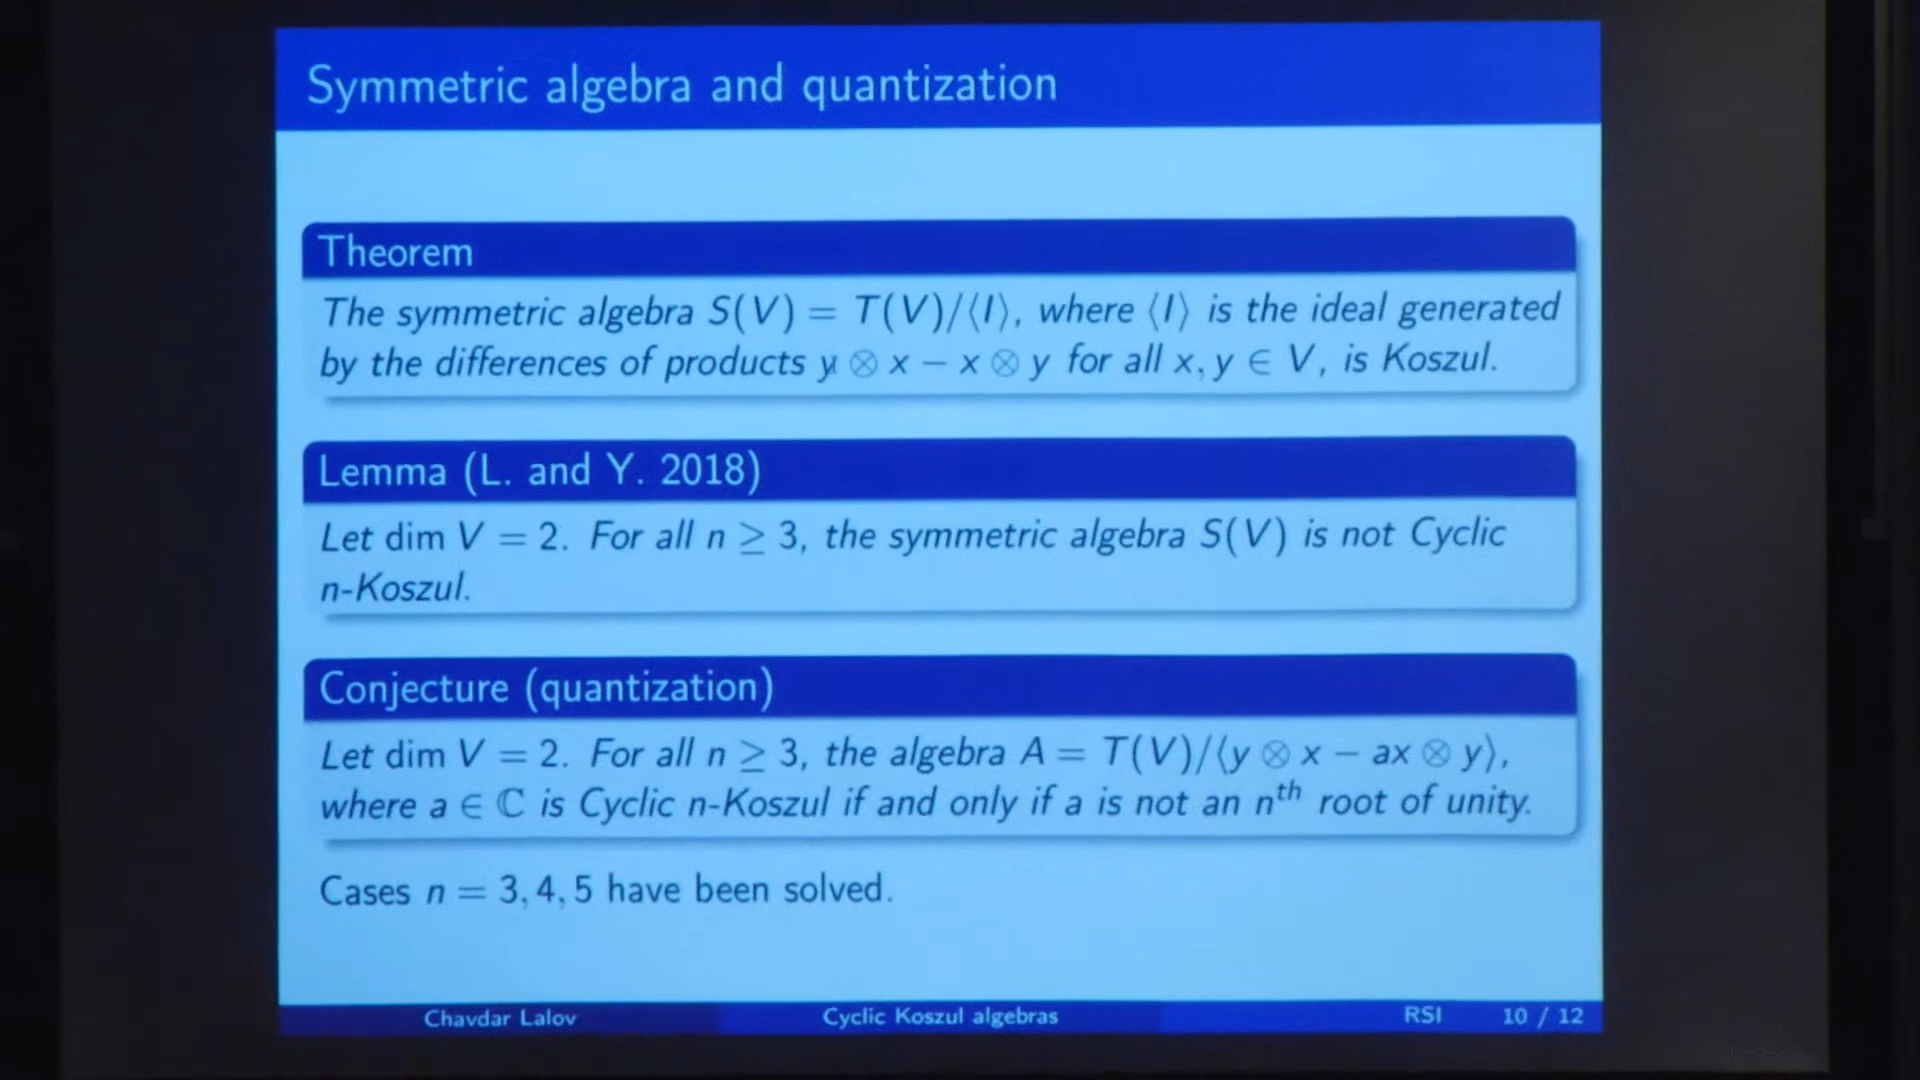 Symmetric algebra and quantization
Theorem
The symmetric algebra S(V) = T(V)/⟨I⟩, where ⟨I⟩ is the ideal generated
by the differences of products y ⊗ x − x ⊗ y for all x, y ∈ V, is Koszul.
Lemma (L. and Y. 2018)
Let dim V = 2. For all n ≥ 3, the symmetric algebra S(V) is not Cyclic
n-Koszul.
Conjecture (quantization)
Let dim V = 2. For all n ≥ 3, the algebra A = T(V)/⟨y ⊗ x − ax ⊗ y⟩,
where a ∈ ℂ is Cyclic n-Koszul if and only if a is not an nᵗʰ root of unity.
Cases n = 3, 4, 5 have been solved.
Chavdar Lalov Cyclic Koszul algebras RSI 10 / 12